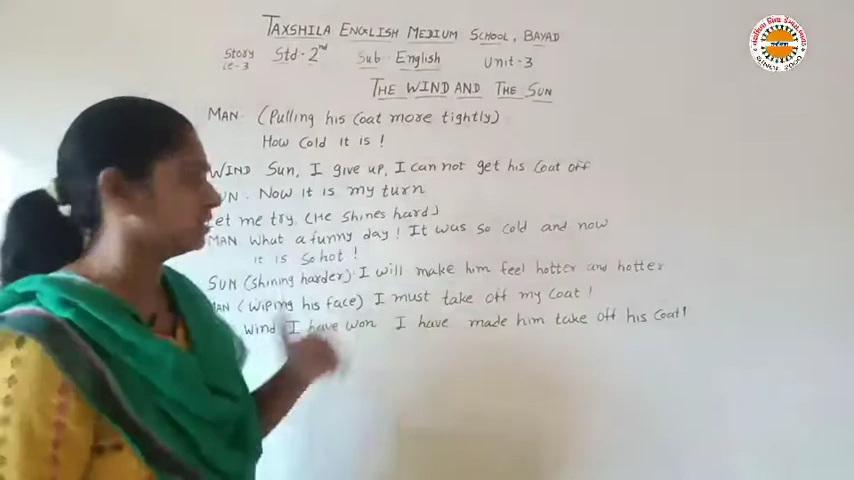 TAXSHILA ENGLISH MEDIUM SCHOOL, BAYAD
Story Std-2nd Sub English Unit-3
THE WIND AND THE SUN
MAN. (Pulling his coat more tightly)
How cold it is !
WIND Sun, I give up, I can not get his coat off
UN. Now it is my turn
et me try. (He shines hard)
MAN What a funny day! It was so cold and now
it is so hot !
SUN (shining harder). I will make him feel hotter and hotter
AN (Wiping his face) I must take off my coat!
wind I have won I have made him take off his coat!